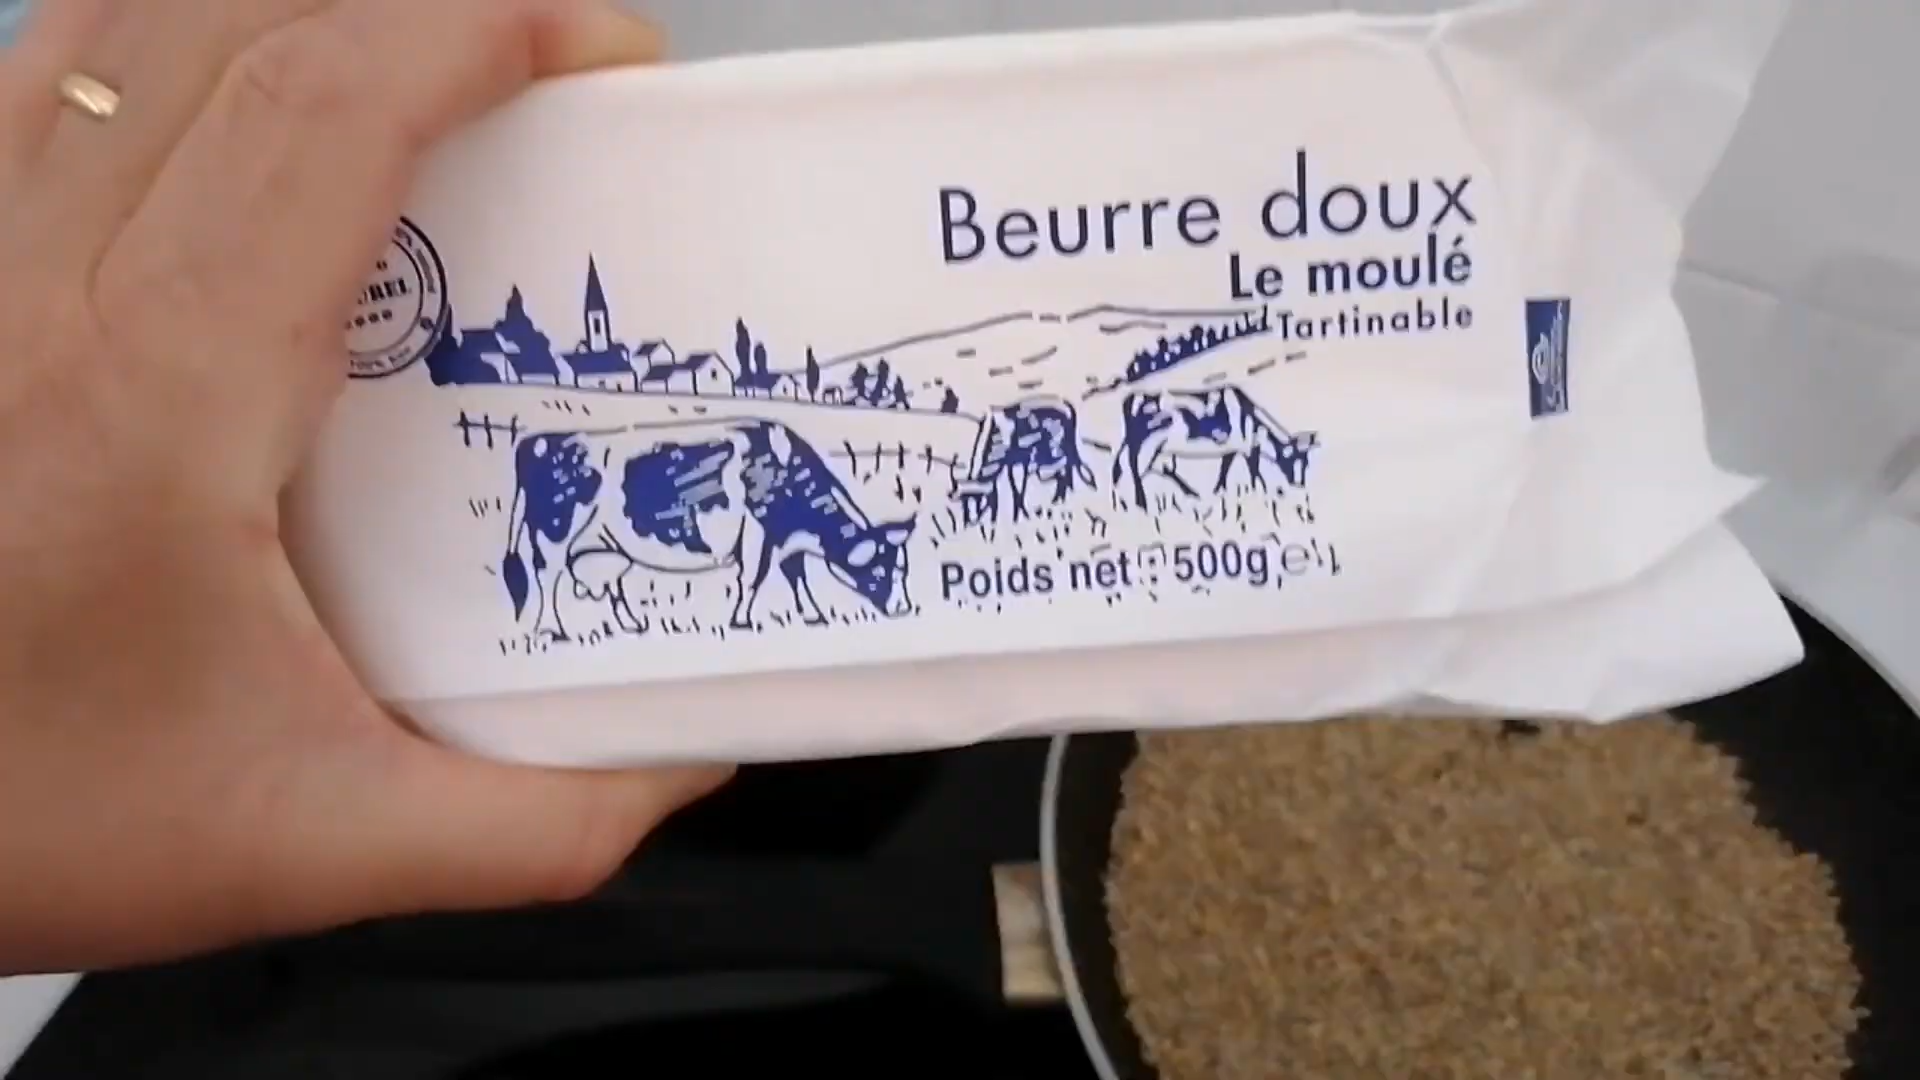 Beurre doux
Le moulé
Tartinable
Poids net : 500g e